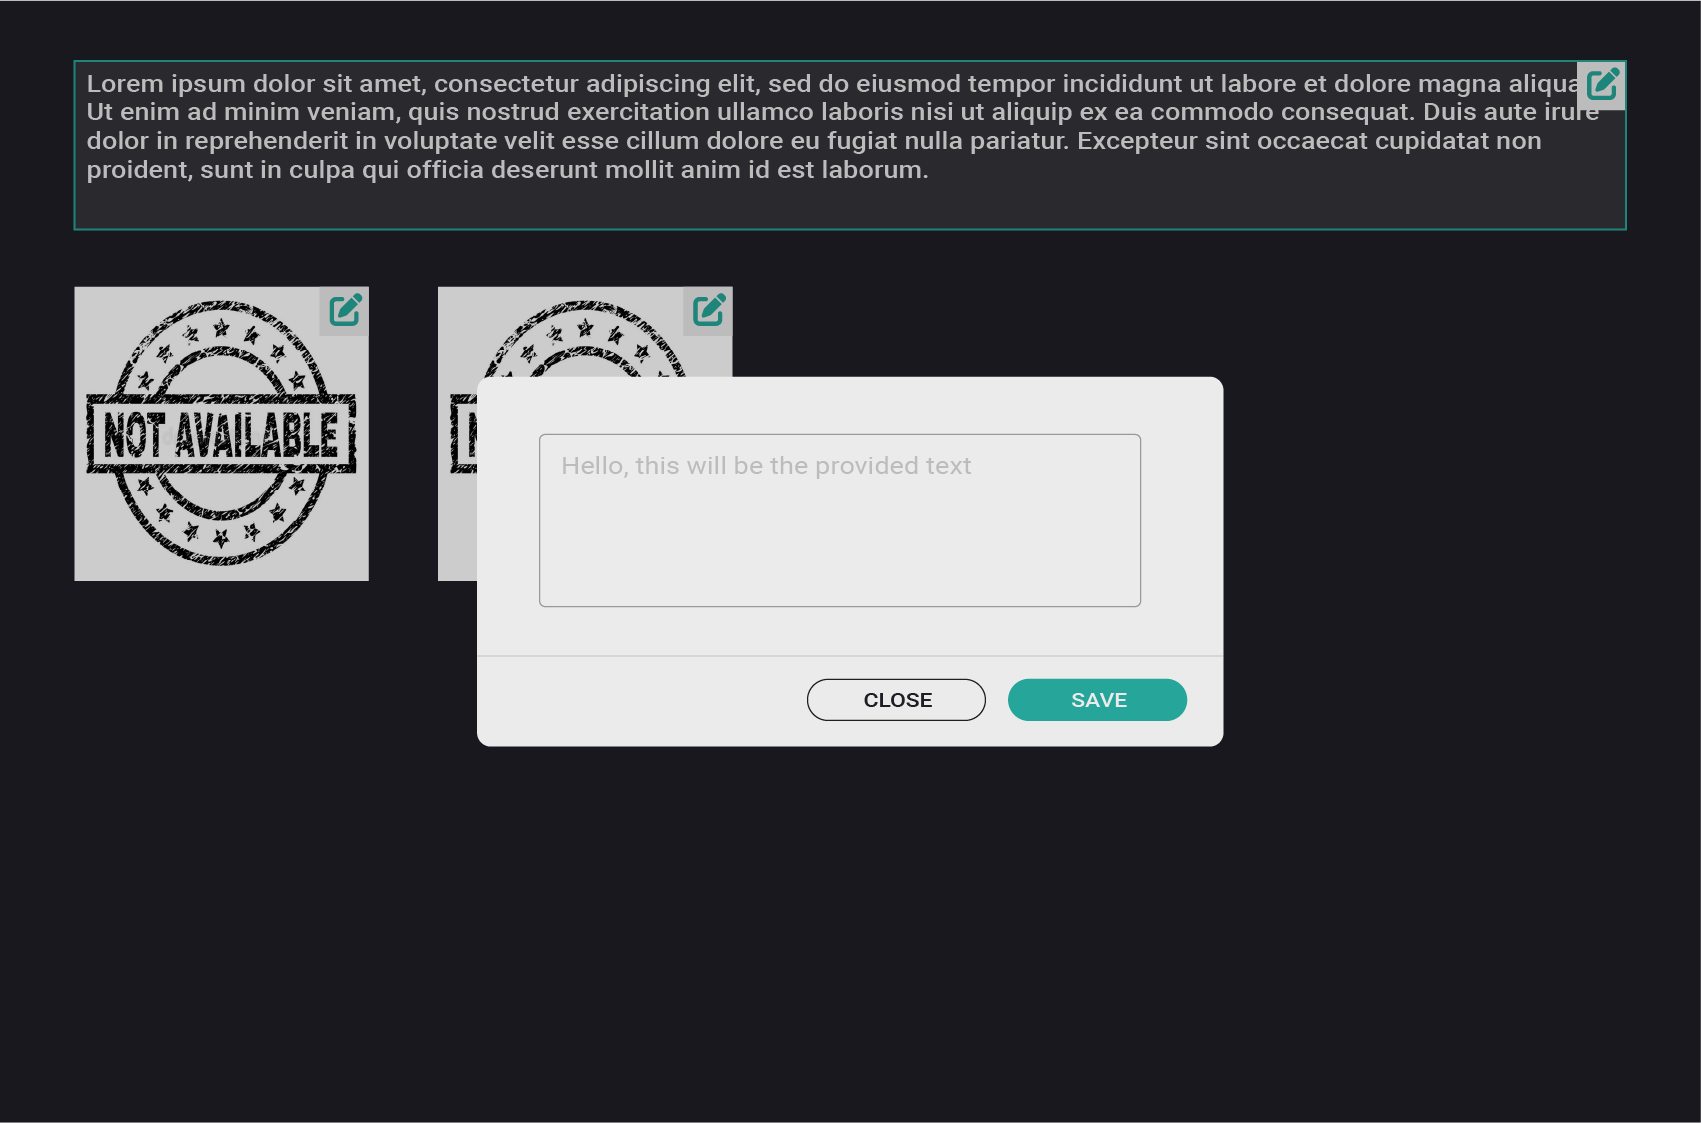 Lorem ipsum dolor sit amet, consectetur adipiscing elit, sed do eiusmod tempor incididunt ut labore et dolore magna aliqua
Ut enim ad minim veniam, quis nostrud exercitation ullamco laboris nisi ut aliquip ex ea commodo consequat. Duis aute irure
dolor in reprehenderit in voluptate velit esse cillum dolore eu fugiat nulla pariatur. Excepteur sint occaecat cupidatat non
proident, sunt in culpa qui officia deserunt mollit anim id est laborum.
NOT AVAILABLE
Hello, this will be the provided text
CLOSE
SAVE